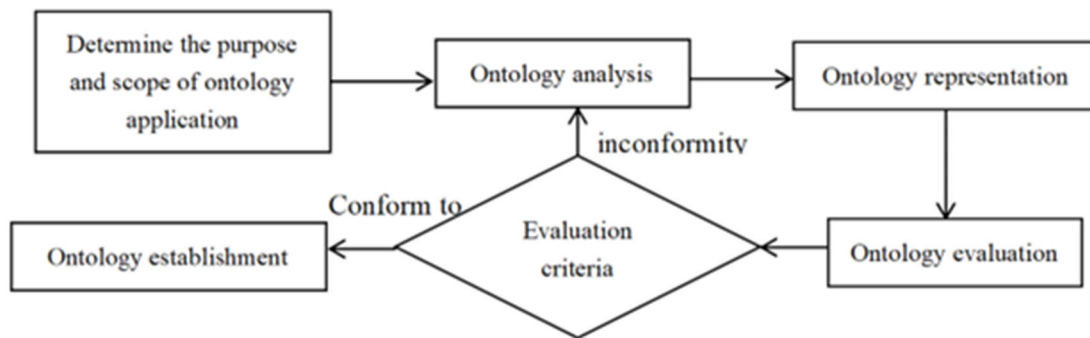 Determine the purpose
and scope of ontology
application
Ontology analysis
Ontology representation
inconformity
Conform to
Evaluation
criteria
Ontology establishment
Ontology evaluation